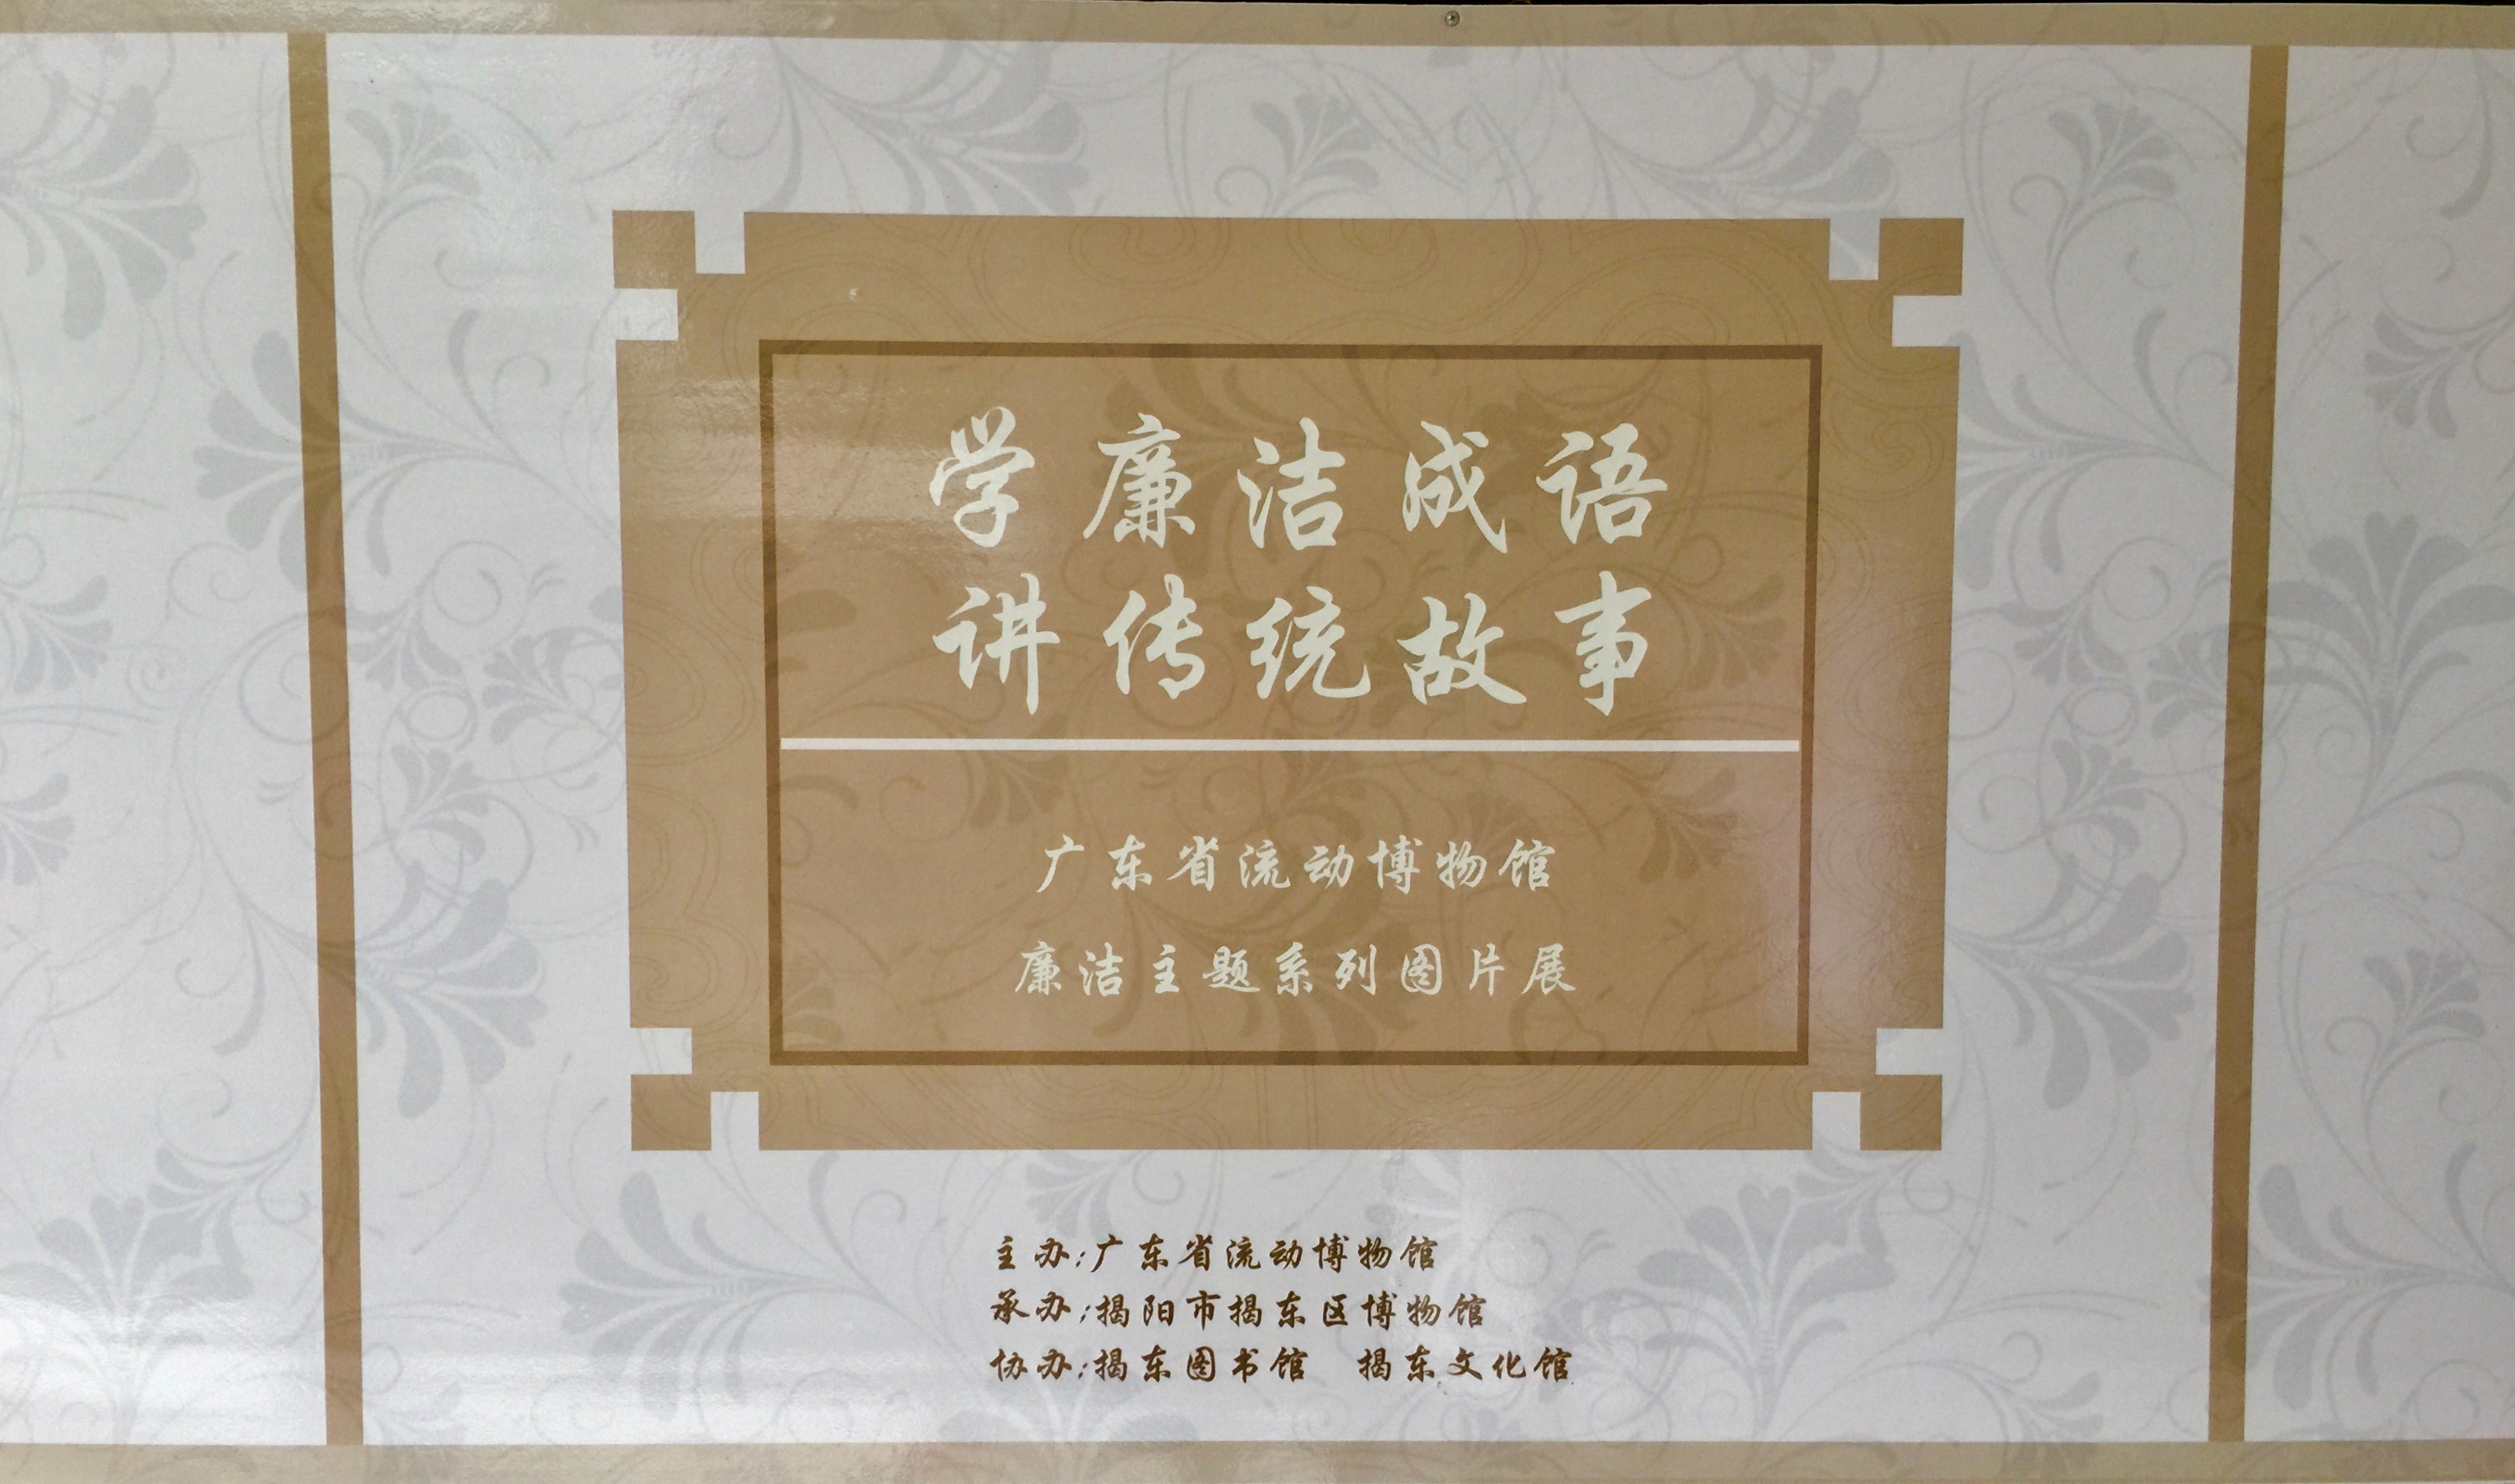 学廉洁成语
讲传统故事
广东省流动博物馆
廉洁主题系列图片展
主办:广东省流动博物馆
承办:揭阳市揭东区博物馆
协办:揭东图书馆 揭东文化馆